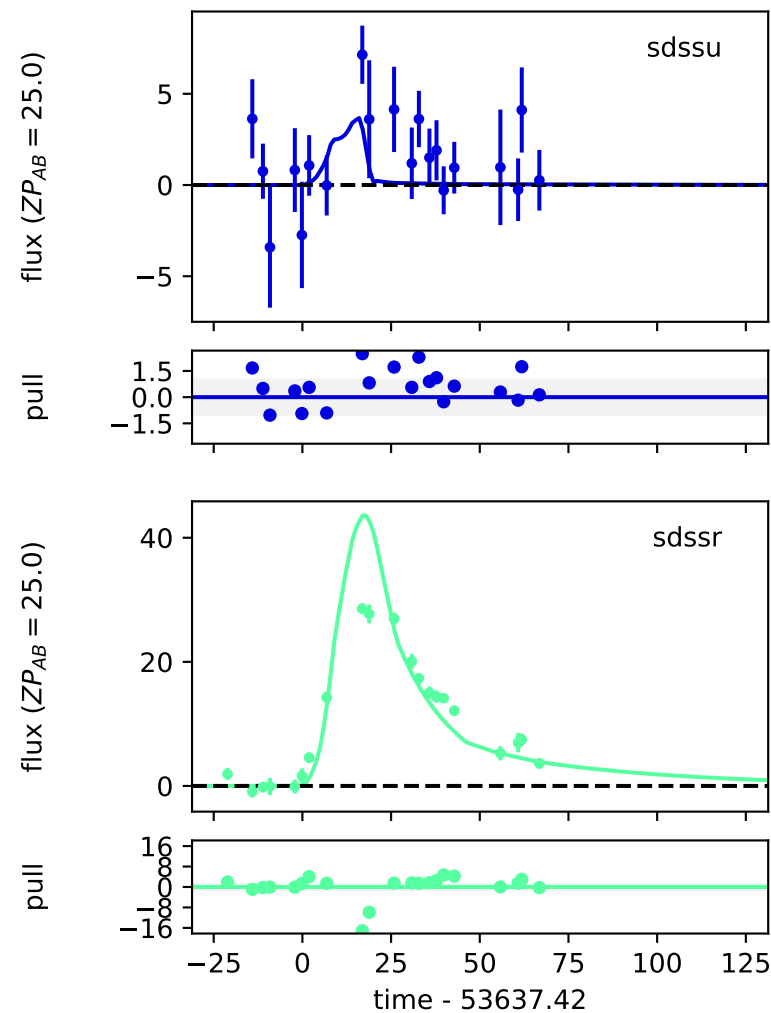 sdssu
flux (ZP_AB = 25.0)
5
0
−5
pull
1.5
0.0
−1.5
sdssr
flux (ZP_AB = 25.0)
40
20
0
pull
16
8
0
−8
−16
−25 0 25 50 75 100 125
time - 53637.42